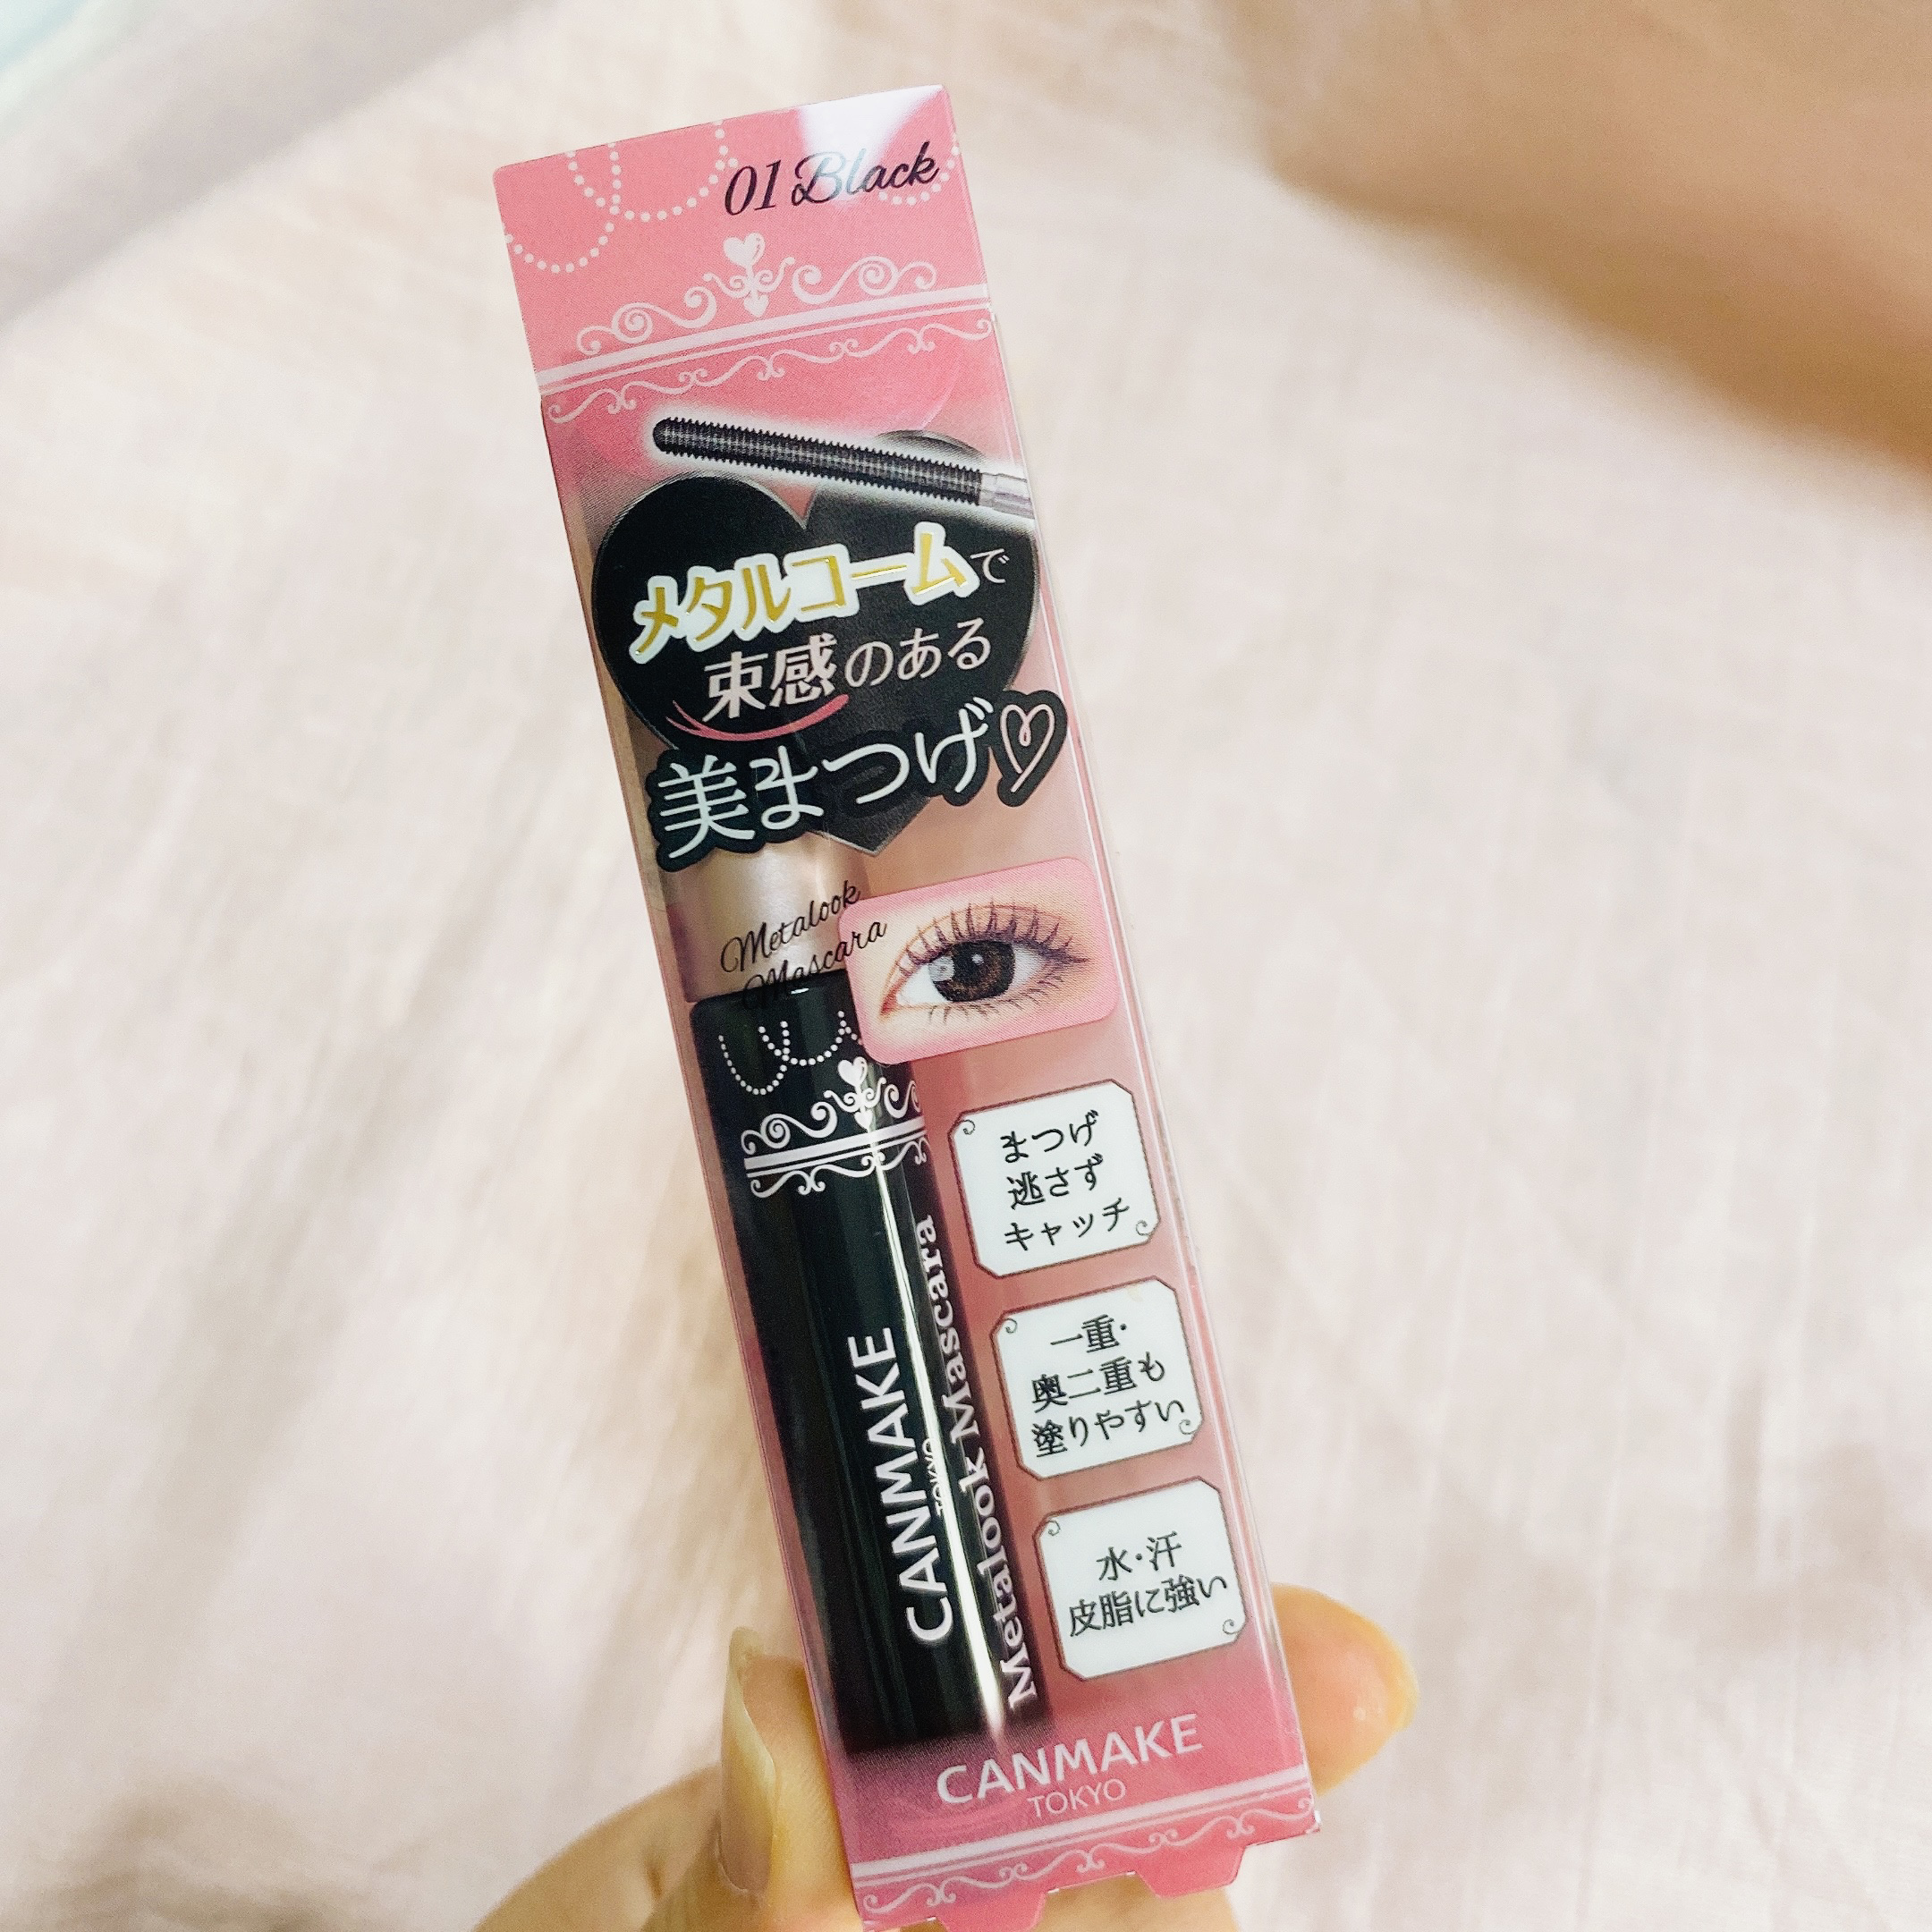 01 Black
メタルコームで
束感のある
美まつげ♡
Metalook
Mascara
まつげ
逃さず
キャッチ
一重・
奥二重も
塗りやすい
水・汗
皮脂に強い
CANMAKE
TOKYO
Metalook Mascara
CANMAKE
TOKYO